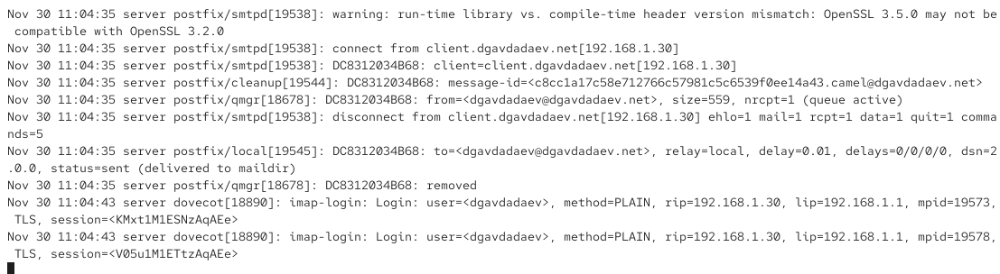 Nov 30 11:04:35 server postfix/smtpd[19538]: warning: run-time library vs. compile-time header version mismatch: OpenSSL 3.5.0 may not be
 compatible with OpenSSL 3.2.0
Nov 30 11:04:35 server postfix/smtpd[19538]: connect from client.dgavdadaev.net[192.168.1.30]
Nov 30 11:04:35 server postfix/smtpd[19538]: DC8312034B68: client=client.dgavdadaev.net[192.168.1.30]
Nov 30 11:04:35 server postfix/cleanup[19544]: DC8312034B68: message-id=<c8cc1a17c58e712766c57981c5c6539f0ee14a43.camel@dgavdadaev.net>
Nov 30 11:04:35 server postfix/qmgr[18678]: DC8312034B68: from=<dgavdadaev@dgavdadaev.net>, size=559, nrcpt=1 (queue active)
Nov 30 11:04:35 server postfix/smtpd[19538]: disconnect from client.dgavdadaev.net[192.168.1.30] ehlo=1 mail=1 rcpt=1 data=1 quit=1 comma
nds=5
Nov 30 11:04:35 server postfix/local[19545]: DC8312034B68: to=<dgavdadaev@dgavdadaev.net>, relay=local, delay=0.01, delays=0/0/0/0, dsn=2
.0.0, status=sent (delivered to maildir)
Nov 30 11:04:35 server postfix/qmgr[18678]: DC8312034B68: removed
Nov 30 11:04:43 server dovecot[18890]: imap-login: Login: user=<dgavdadaev>, method=PLAIN, rip=192.168.1.30, lip=192.168.1.1, mpid=19573,
 TLS, session=<KMxt1M1ESNzAqAEe>
Nov 30 11:04:43 server dovecot[18890]: imap-login: Login: user=<dgavdadaev>, method=PLAIN, rip=192.168.1.30, lip=192.168.1.1, mpid=19578,
 TLS, session=<V05u1M1ETtzAqAEe>